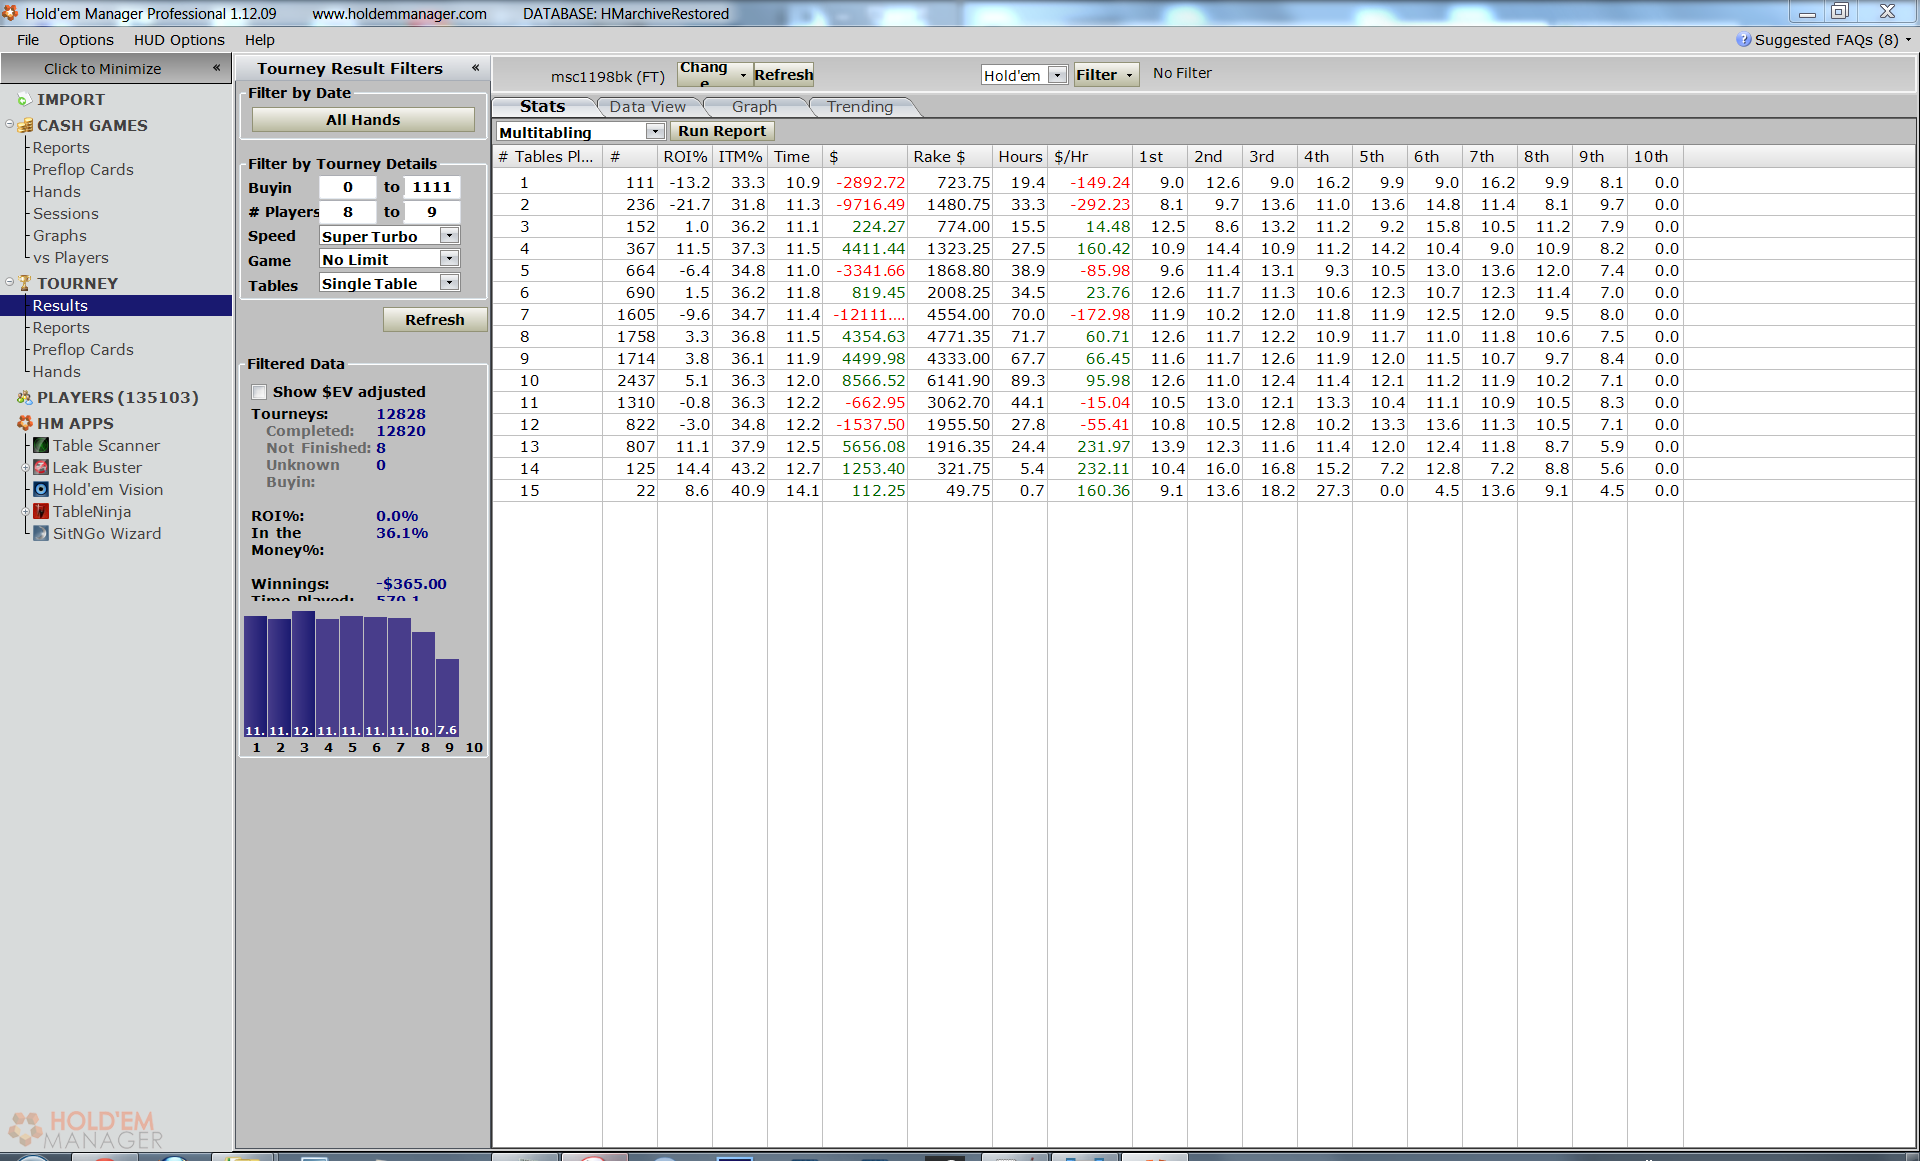 Hold'em Manager Professional 1.12.09 www.holdemmanager.com DATABASE: HMarchiveRestored
File Options HUD Options Help Suggested FAQs (8)
Click to Minimize «
IMPORT
CASH GAMES
Reports
Preflop Cards
Hands
Sessions
Graphs
vs Players
TOURNEY
Results
Reports
Preflop Cards
Hands
PLAYERS (135103)
HM APPS
Table Scanner
Leak Buster
Hold'em Vision
TableNinja
SitNGo Wizard
HOLD'EM
MANAGER
Tourney Result Filters «
Filter by Date
All Hands
Filter by Tourney Details
Buyin 0 to 1111
# Players 8 to 9
Speed Super Turbo
Game No Limit
Tables Single Table
Refresh
Filtered Data
Show $EV adjusted
Tourneys: 12828
Completed: 12820
Not Finished: 8
Unknown 0
Buyin:
ROI%: 0.0%
In the 36.1%
Money%:
Winnings: -$365.00
Time Played: 570.1
11. 11. 12. 11. 11. 11. 11. 10. 7.6
1 2 3 4 5 6 7 8 9 10
msc1198bk (FT) Chang Refresh Hold'em Filter No Filter
e
Stats Data View Graph Trending
Multitabling Run Report
# Tables Pl... # ROI% ITM% Time $ Rake $ Hours $/Hr 1st 2nd 3rd 4th 5th 6th 7th 8th 9th 10th
1 111 -13.2 33.3 10.9 -2892.72 723.75 19.4 -149.24 9.0 12.6 9.0 16.2 9.9 9.0 16.2 9.9 8.1 0.0
2 236 -21.7 31.8 11.3 -9716.49 1480.75 33.3 -292.23 8.1 9.7 13.6 11.0 13.6 14.8 11.4 8.1 9.7 0.0
3 152 1.0 36.2 11.1 224.27 774.00 15.5 14.48 12.5 8.6 13.2 11.2 9.2 15.8 10.5 11.2 7.9 0.0
4 367 11.5 37.3 11.5 4411.44 1323.25 27.5 160.42 10.9 14.4 10.9 11.2 14.2 10.4 9.0 10.9 8.2 0.0
5 664 -6.4 34.8 11.0 -3341.66 1868.80 38.9 -85.98 9.6 11.4 13.1 9.3 10.5 13.0 13.6 12.0 7.4 0.0
6 690 1.5 36.2 11.8 819.45 2008.25 34.5 23.76 12.6 11.7 11.3 10.6 12.3 10.7 12.3 11.4 7.0 0.0
7 1605 -9.6 34.7 11.4 -12111.... 4554.00 70.0 -172.98 11.9 10.2 12.0 11.8 11.9 12.5 12.0 9.5 8.0 0.0
8 1758 3.3 36.8 11.5 4354.63 4771.35 71.7 60.71 12.6 11.7 12.2 10.9 11.7 11.0 11.8 10.6 7.5 0.0
9 1714 3.8 36.1 11.9 4499.98 4333.00 67.7 66.45 11.6 11.7 12.6 11.9 12.0 11.5 10.7 9.7 8.4 0.0
10 2437 5.1 36.3 12.0 8566.52 6141.90 89.3 95.98 12.6 11.0 12.4 11.4 12.1 11.2 11.9 10.2 7.1 0.0
11 1310 -0.8 36.3 12.2 -662.95 3062.70 44.1 -15.04 10.5 13.0 12.1 13.3 10.4 11.1 10.9 10.5 8.3 0.0
12 822 -3.0 34.8 12.2 -1537.50 1955.50 27.8 -55.41 10.8 10.5 12.8 10.2 13.3 13.6 11.3 10.5 7.1 0.0
13 807 11.1 37.9 12.5 5656.08 1916.35 24.4 231.97 13.9 12.3 11.6 11.4 12.0 12.4 11.8 8.7 5.9 0.0
14 125 14.4 43.2 12.7 1253.40 321.75 5.4 232.11 10.4 16.0 16.8 15.2 7.2 12.8 7.2 8.8 5.6 0.0
15 22 8.6 40.9 14.1 112.25 49.75 0.7 160.36 9.1 13.6 18.2 27.3 0.0 4.5 13.6 9.1 4.5 0.0